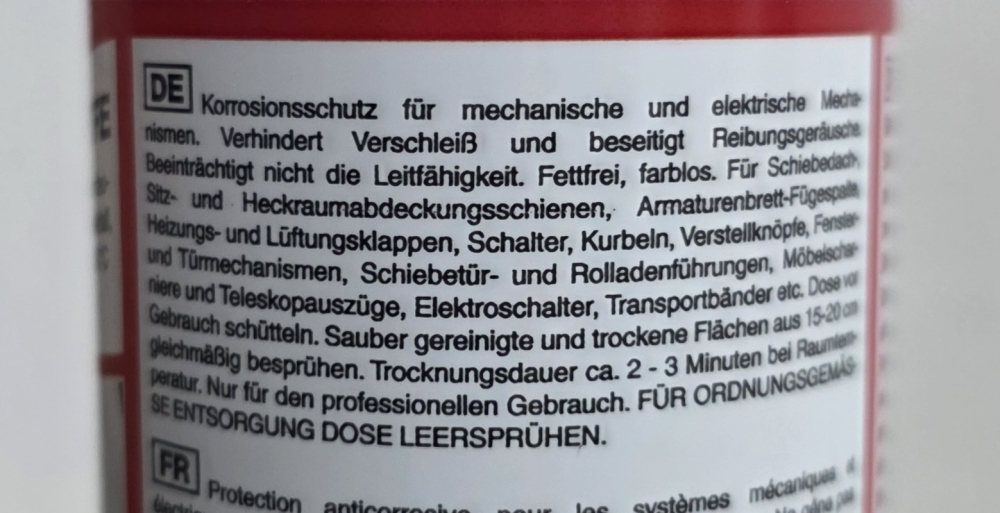 DE Korrosionsschutz für mechanische und elektrische Mecha-
nismen. Verhindert Verschleiß und beseitigt Reibungsgeräusche.
Beeinträchtigt nicht die Leitfähigkeit. Fettfrei, farblos. Für Schiebedach-,
Sitz- und Heckraumabdeckungsschienen, Armaturenbrett-Fügespalte,
Heizungs- und Lüftungsklappen, Schalter, Kurbeln, Verstellknöpfe, Fenster-
und Türmechanismen, Schiebetür- und Rolladenführungen, Möbelschar-
niere und Teleskopauszüge, Elektroschalter, Transportbänder etc. Dose vor
Gebrauch schütteln. Sauber gereinigte und trockene Flächen aus 15-20 cm
gleichmäßig besprühen. Trocknungsdauer ca. 2 - 3 Minuten bei Raumtem-
peratur. Nur für den professionellen Gebrauch. FÜR ORDNUNGSGEMÄS-
SE ENTSORGUNG DOSE LEERSPRÜHEN.
FR Protection anticorrosive pour les systèmes mécaniques